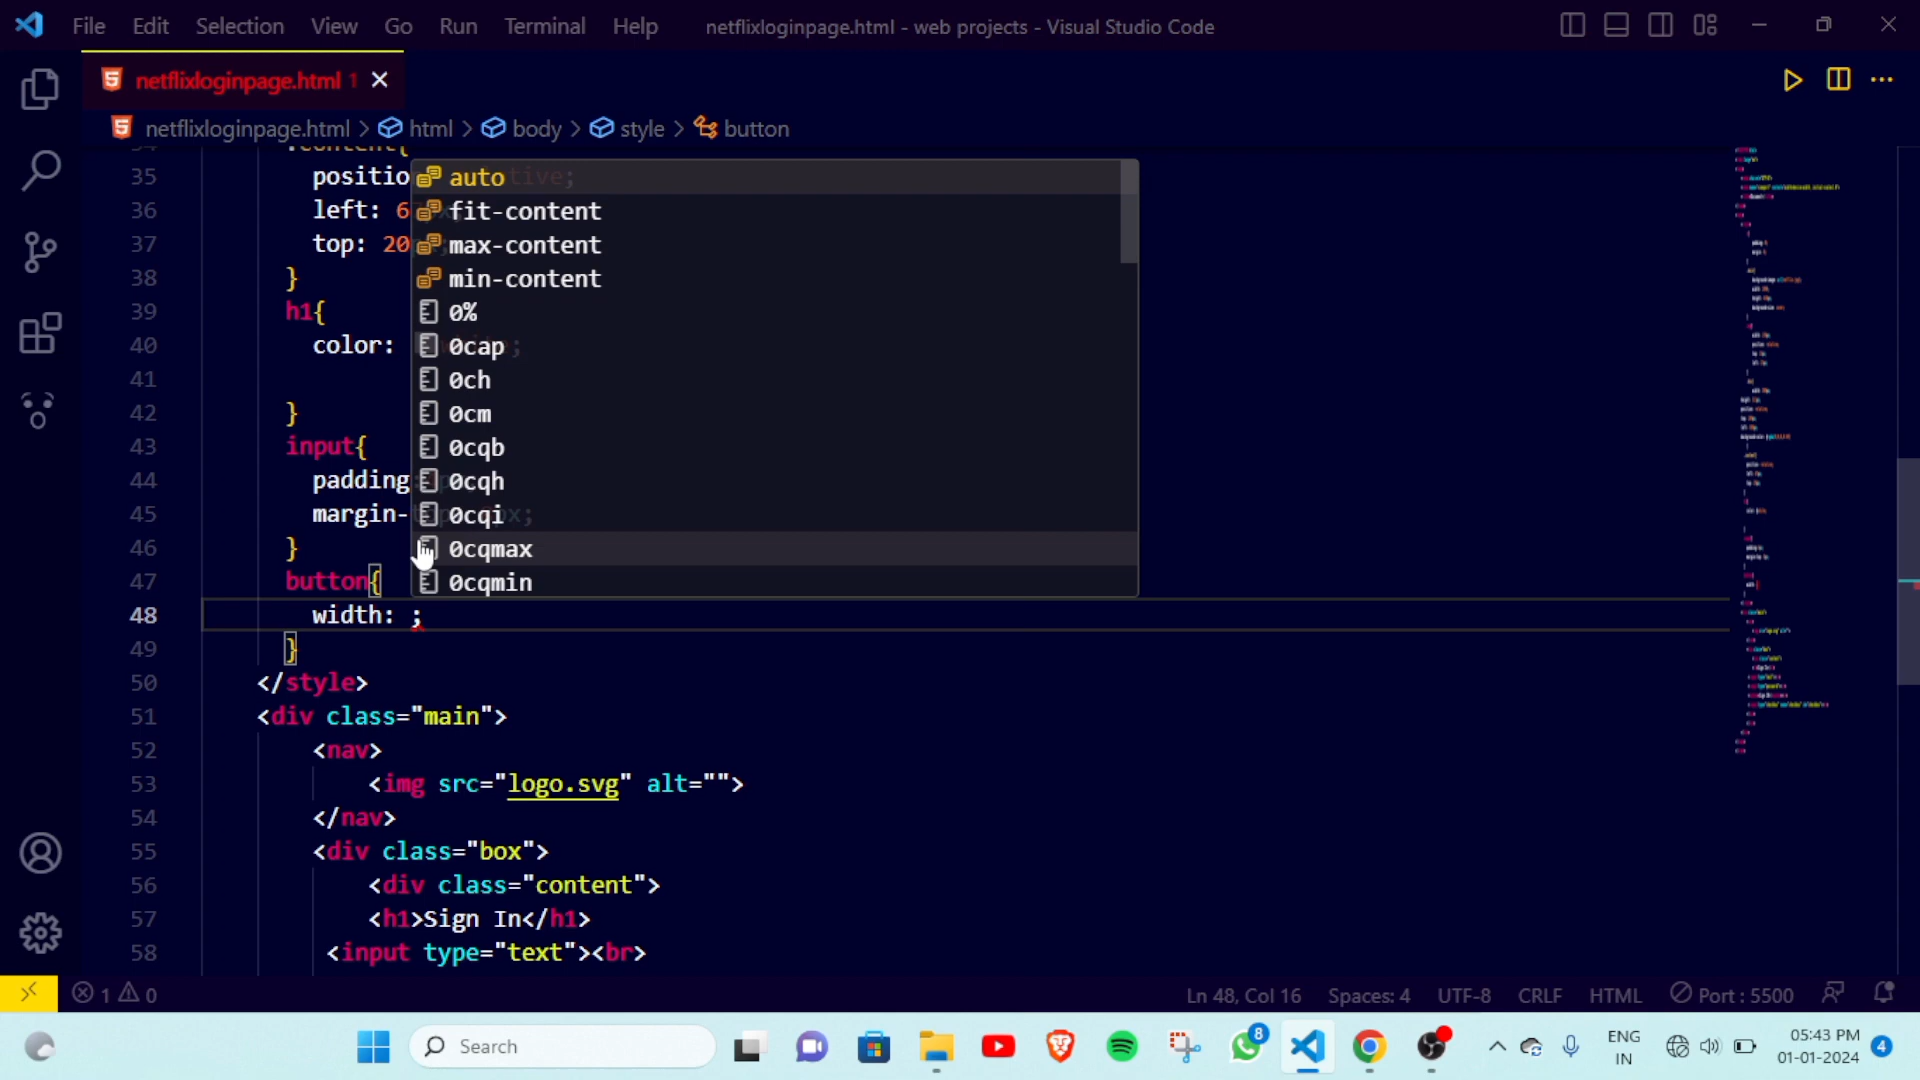 File Edit Selection View Go Run Terminal Help netflixloginpage.html - web projects - Visual Studio Code
netflixloginpage.html 1
netflixloginpage.html > html > body > style > button
35 positio
auto
36 left: 6
fit-content
37 top: 20
max-content
38 }
min-content
39 h1{
0%
40 color:
0cap
41
0ch
42 }
0cm
43 input{
0cqb
44 padding
0cqh
45 margin-
0cqi
46 }
0cqmax
47 button{
0cqmin
48 width: ;
49 }
50 </style>
51 <div class="main">
52 <nav>
53 <img src="logo.svg" alt="">
54 </nav>
55 <div class="box">
56 <div class="content">
57 <h1>Sign In</h1>
58 <input type="text"><br>
1 0 Ln 48, Col 16 Spaces: 4 UTF-8 CRLF HTML Port : 5500
Search 8 ENG IN 05:43 PM 01-01-2024 4